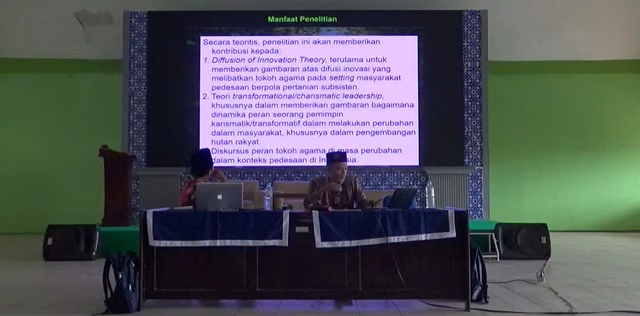 Manfaat Penelitian
Secara teoritis, penelitian ini akan memberikan
kontribusi kepada:
1. Diffusion of Innovation Theory, terutama untuk
memberikan gambaran atas difusi inovasi yang
melibatkan tokoh agama pada setting masyarakat
pedesaan berpola pertanian subsisten.
2. Teori transformational/charismatic leadership,
khususnya dalam memberikan gambaran bagaimana
dinamika peran seorang pemimpin
karismatik/transformatif dalam melakukan perubahan
dalam masyarakat, khususnya dalam pengembangan
hutan rakyat.
Diskursus peran tokoh agama di masa perubahan
dalam konteks pedesaan di